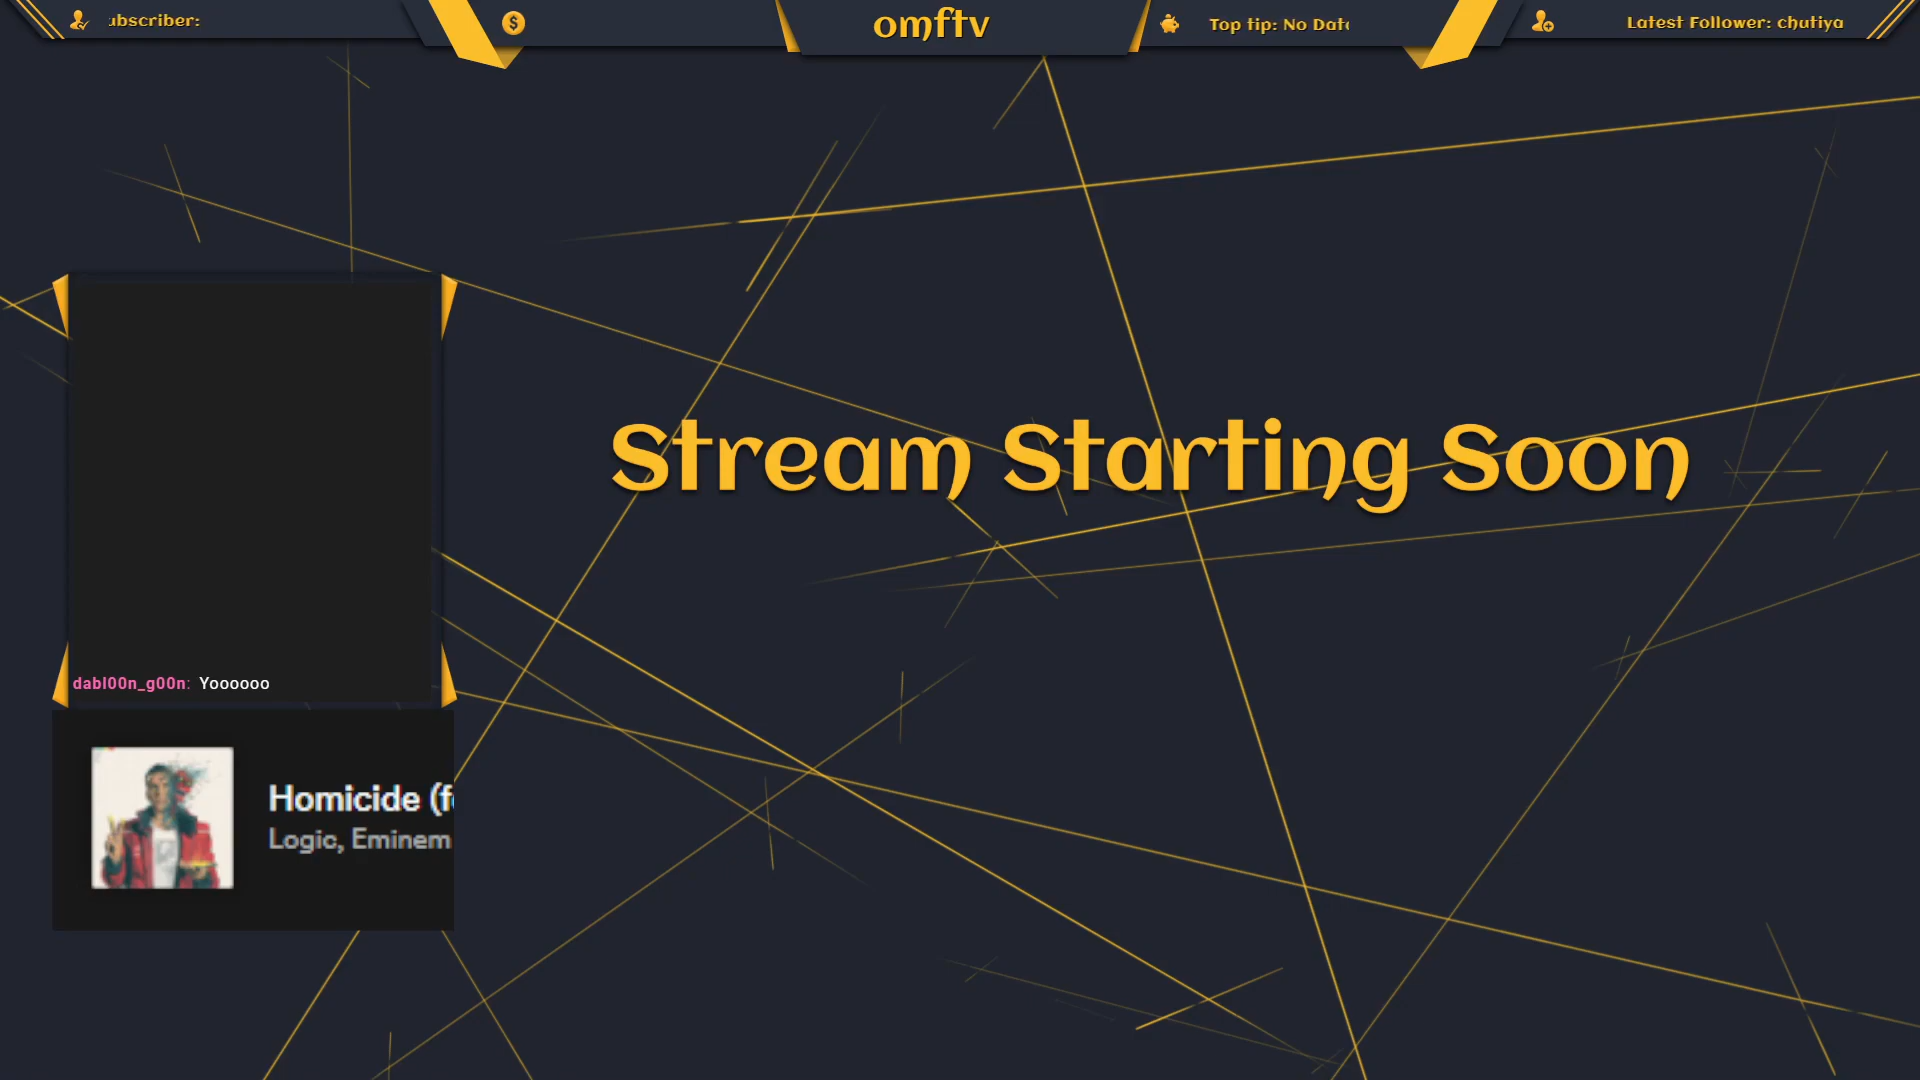 ubscriber:
omftv
Top tip: No Dat
Latest Follower: chutiya
Stream Starting Soon
dabl00n_g00n: Yoooooo
Homicide (f
Logic, Eminem